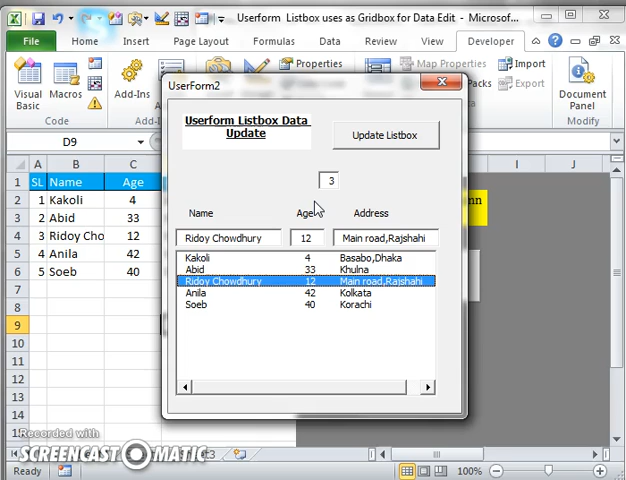 Userform Listbox uses as Gridbox for Data Edit - Microsoft...
File Home Insert Page Layout Formulas Data Review View Developer
Visual Basic
Macros
Add-Ins
Properties
Map Properties
Import
Packs
Export
Document Panel
Code
Add-
Modify
D9
A B C I J
1 SL Name Age
2 1 Kakoli 4
3 2 Abid 33
4 3 Ridoy Cho 12
5 4 Anila 42
6 5 Soeb 40
7
8
9
10
11
12
13
14
UserForm2
Userform Listbox Data
Update
Update Listbox
3
Name Age Address
Ridoy Chowdhury 12 Main road,Rajshahi
Kakoli 4 Basabo,Dhaka
Abid 33 Khulna
Ridoy Chowdhury 12 Main road,Rajshahi
Anila 42 Kolkata
Soeb 40 Korachi
Recorded with
SCREENCAST-O-MATIC
Ready 100%